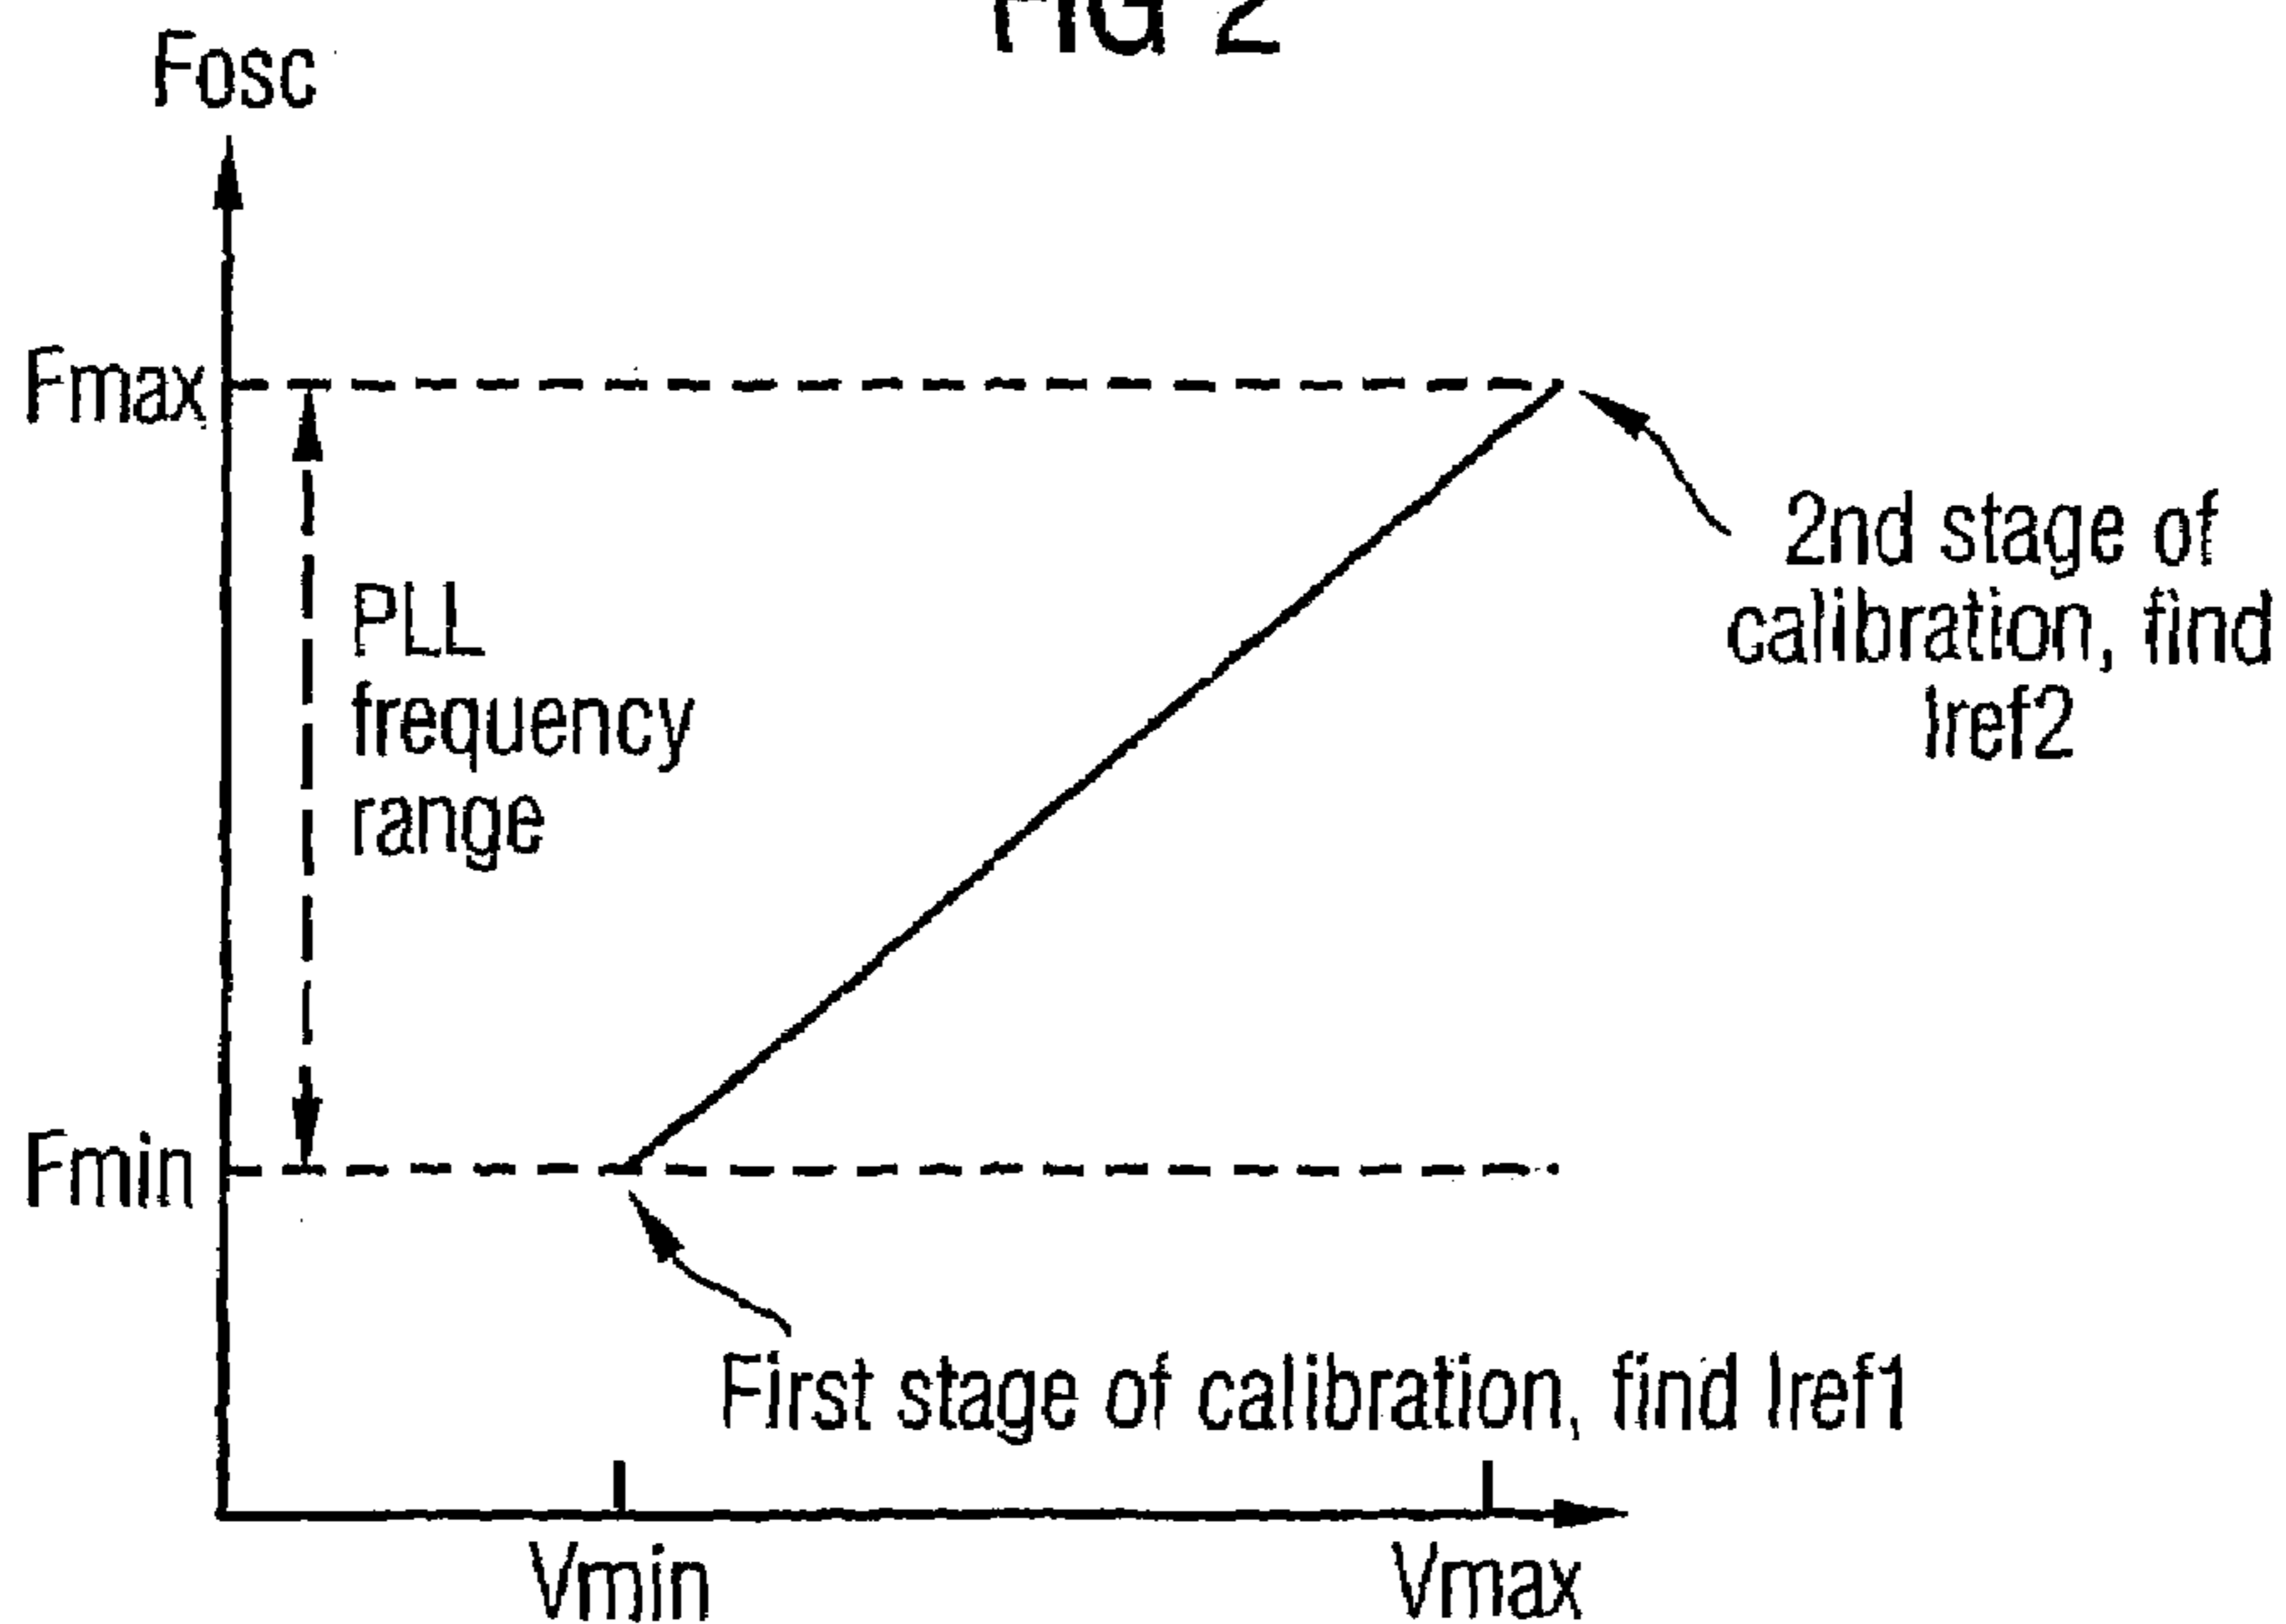 FIG 2
Fosc
Fmax
PLL
frequency
range
2nd stage of
calibration, find
Iref2
Fmin
First stage of calibration, find Iref1
Vmin
Vmax